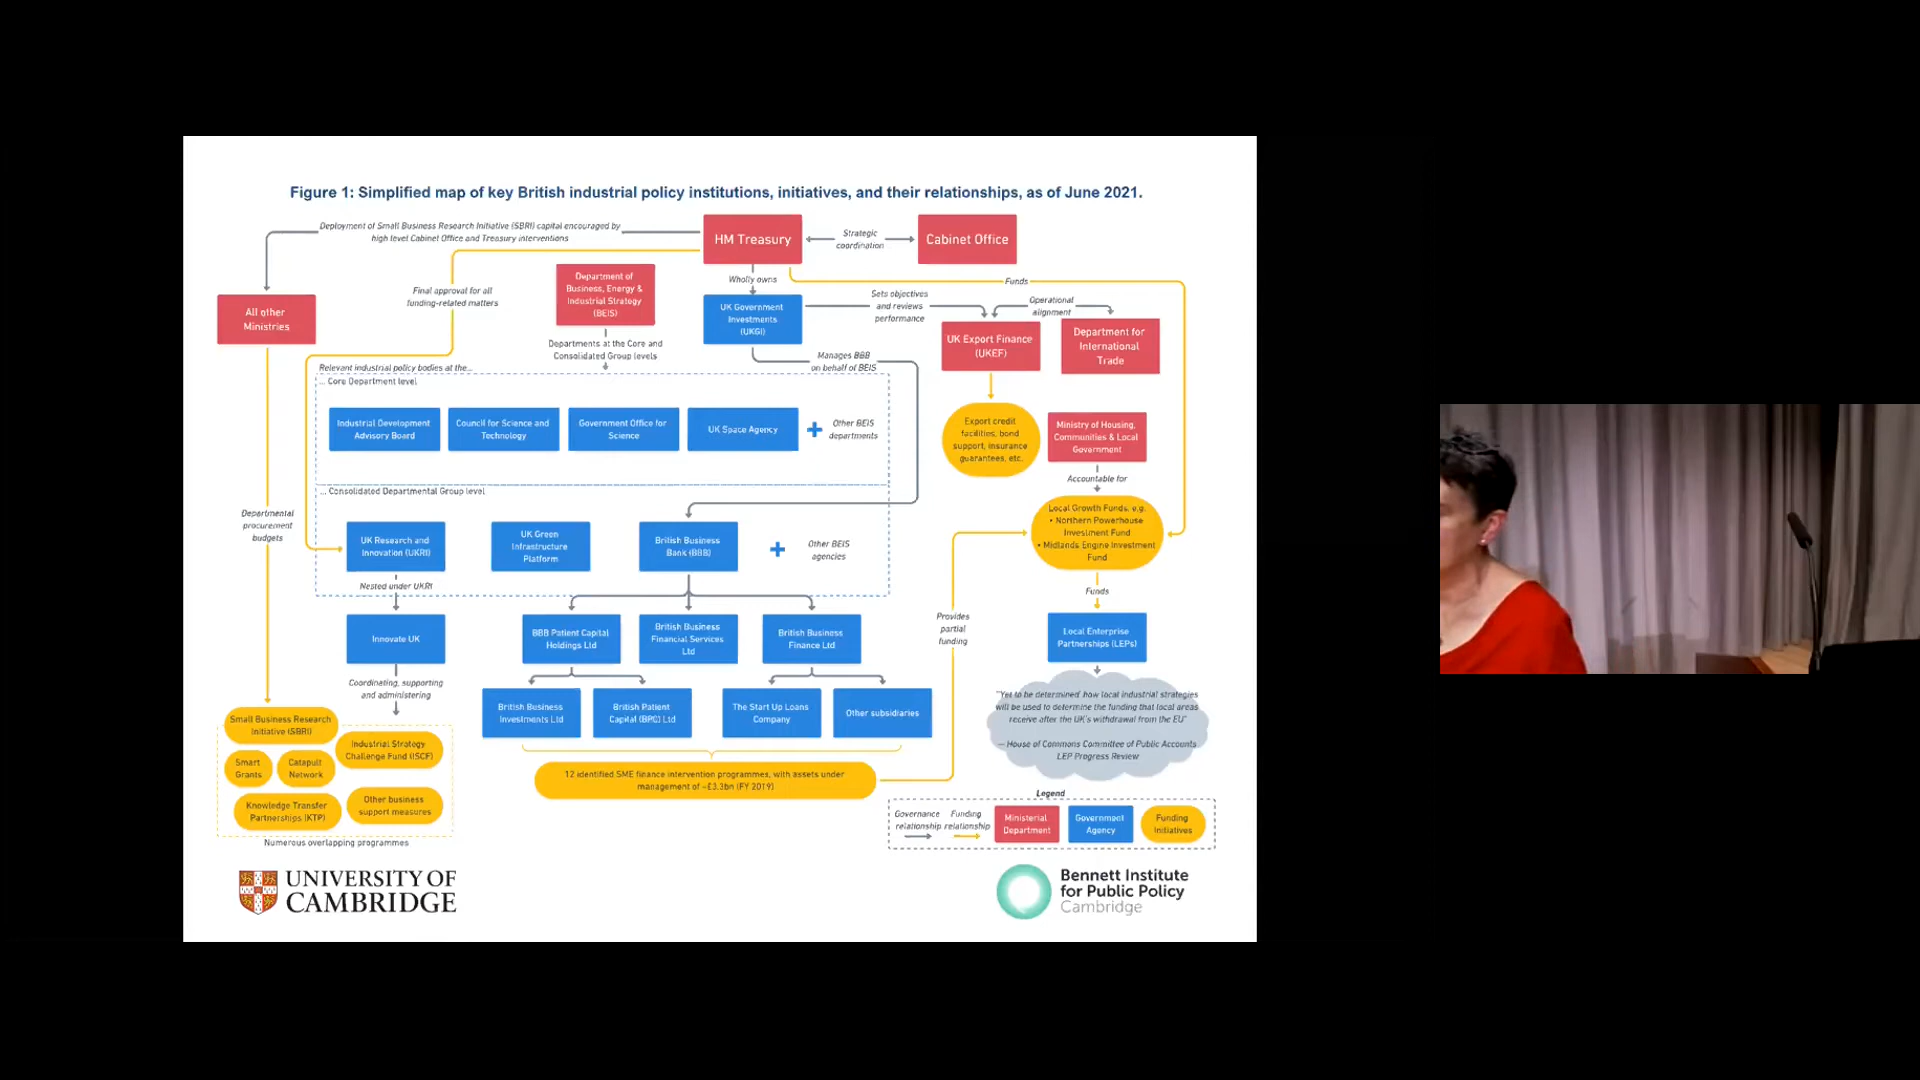 Figure 1: Simplified map of key British industrial policy institutions, initiatives, and their relationships, as of June 2021.
Deployment of Small Business Research Initiative (SBRI) capital encouraged by
high level Cabinet Office and Treasury interventions
HM Treasury
Strategic
coordination
Cabinet Office
Final approval for all
funding-related matters
Department of
Business, Energy &
Industrial Strategy
(BEIS)
Wholly owns
Funds
All other
Ministries
UK Government
Investments
(UKGI)
Sets objectives
and reviews
performance
Operational
alignment
UK Export Finance
(UKEF)
Department for
International
Trade
Departments at the Core and
Consolidated Group levels
Manages BBB
on behalf of BEIS
Relevant industrial policy bodies at the...
... Core Department level
Industrial Development
Advisory Board
Council for Science and
Technology
Government Office for
Science
UK Space Agency
+
Other BEIS
departments
Export credit
facilities, bond
support, insurance
guarantees, etc.
Ministry of Housing,
Communities & Local
Government
Accountable for
... Consolidated Departmental Group level
Departmental
procurement
budgets
UK Research and
Innovation (UKRI)
UK Green
Infrastructure
Platform
British Business
Bank (BBB)
+
Other BEIS
agencies
Local Growth Funds, e.g.
• Northern Powerhouse
Investment Fund
• Midlands Engine Investment
Fund
Nested under UKRI
Funds
Innovate UK
BBB Patient Capital
Holdings Ltd
British Business
Financial Services
Ltd
British Business
Finance Ltd
Provides
partial
funding
Local Enterprise
Partnerships (LEPs)
Coordinating, supporting
and administering
British Business
Investments Ltd
British Patient
Capital (BPC) Ltd
The Start Up Loans
Company
Other subsidiaries
"Yet to be determined how local industrial strategies
will be used to determine the funding that local areas
receive after the UK's withdrawal from the EU"
— House of Commons Committee of Public Accounts
LEP Progress Review
Small Business Research
Initiative (SBRI)
Industrial Strategy
Challenge Fund (ISCF)
Smart
Grants
Catapult
Network
Knowledge Transfer
Partnerships (KTP)
Other business
support measures
Numerous overlapping programmes
12 identified SME finance intervention programmes, with assets under
management of ~£3.3bn (FY 2019)
Legend
Governance
relationship
Funding
relationship
Ministerial
Department
Government
Agency
Funding
Initiatives
UNIVERSITY OF
CAMBRIDGE
Bennett Institute
for Public Policy
Cambridge